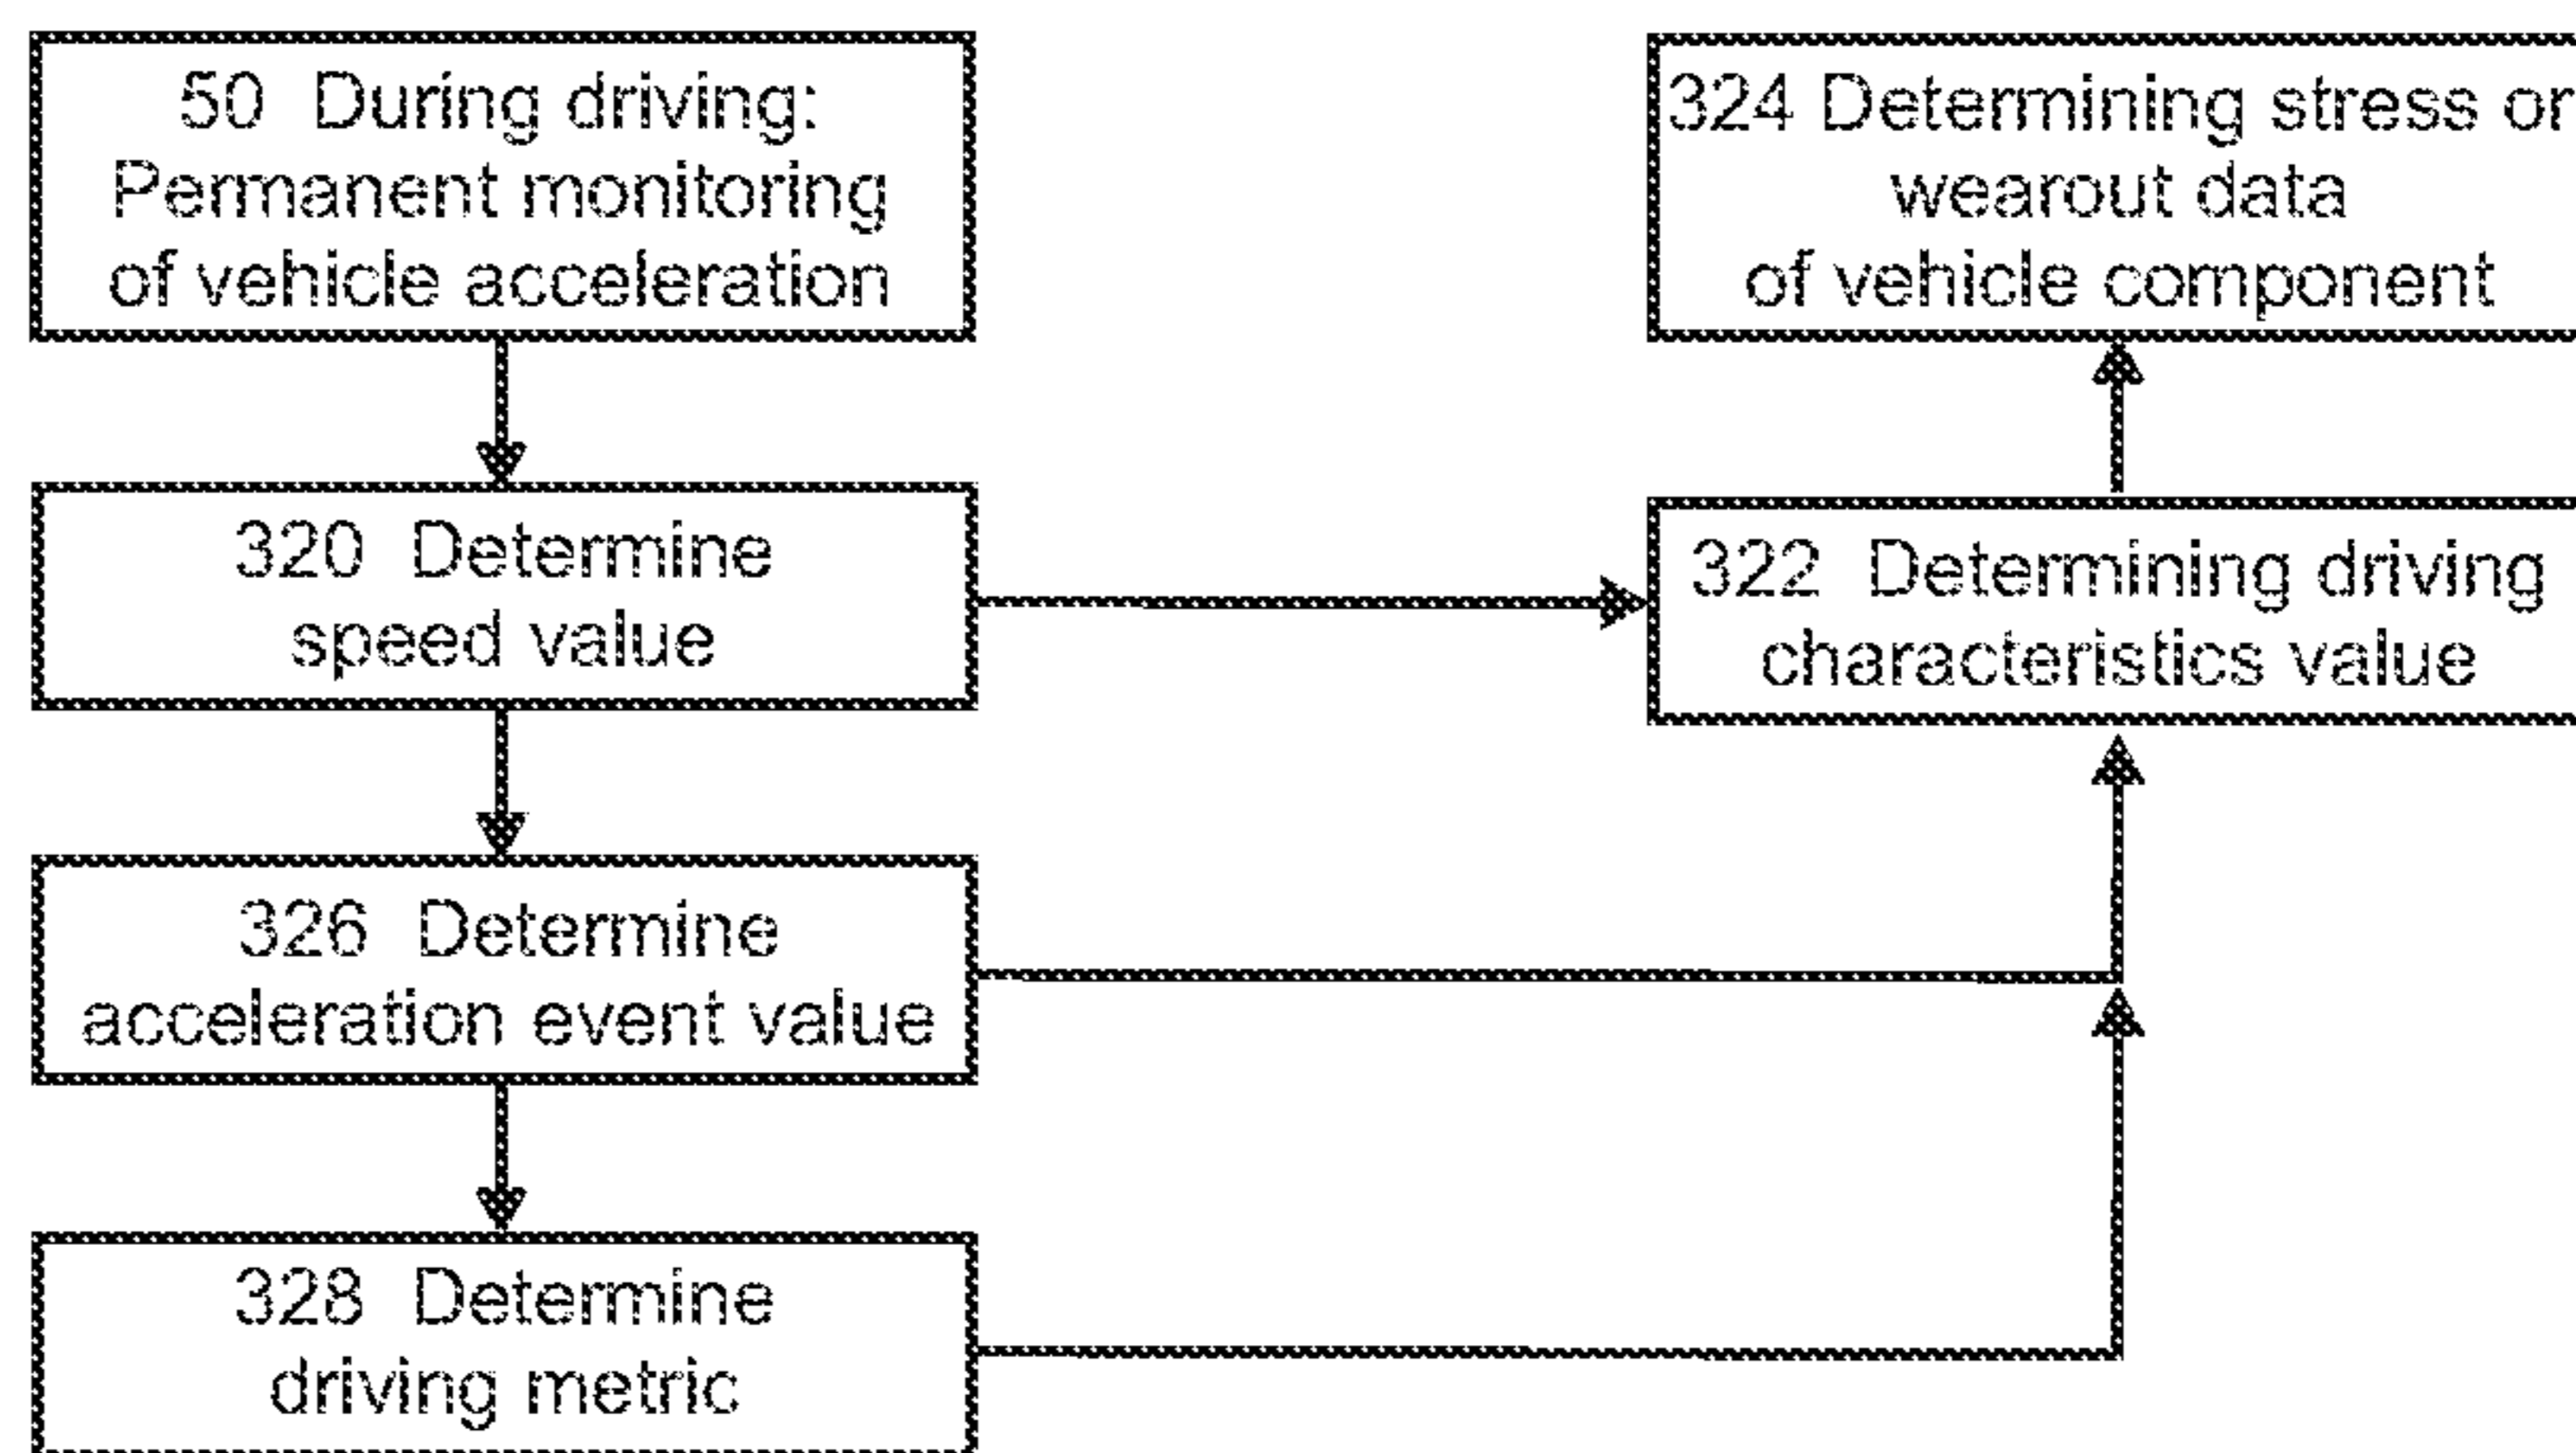 50 During driving:
Permanent monitoring
of vehicle acceleration
320 Determine
speed value
326 Determine
acceleration event value
328 Determine
driving metric
324 Determining stress or
wearout data
of vehicle component
322 Determining driving
characteristics value